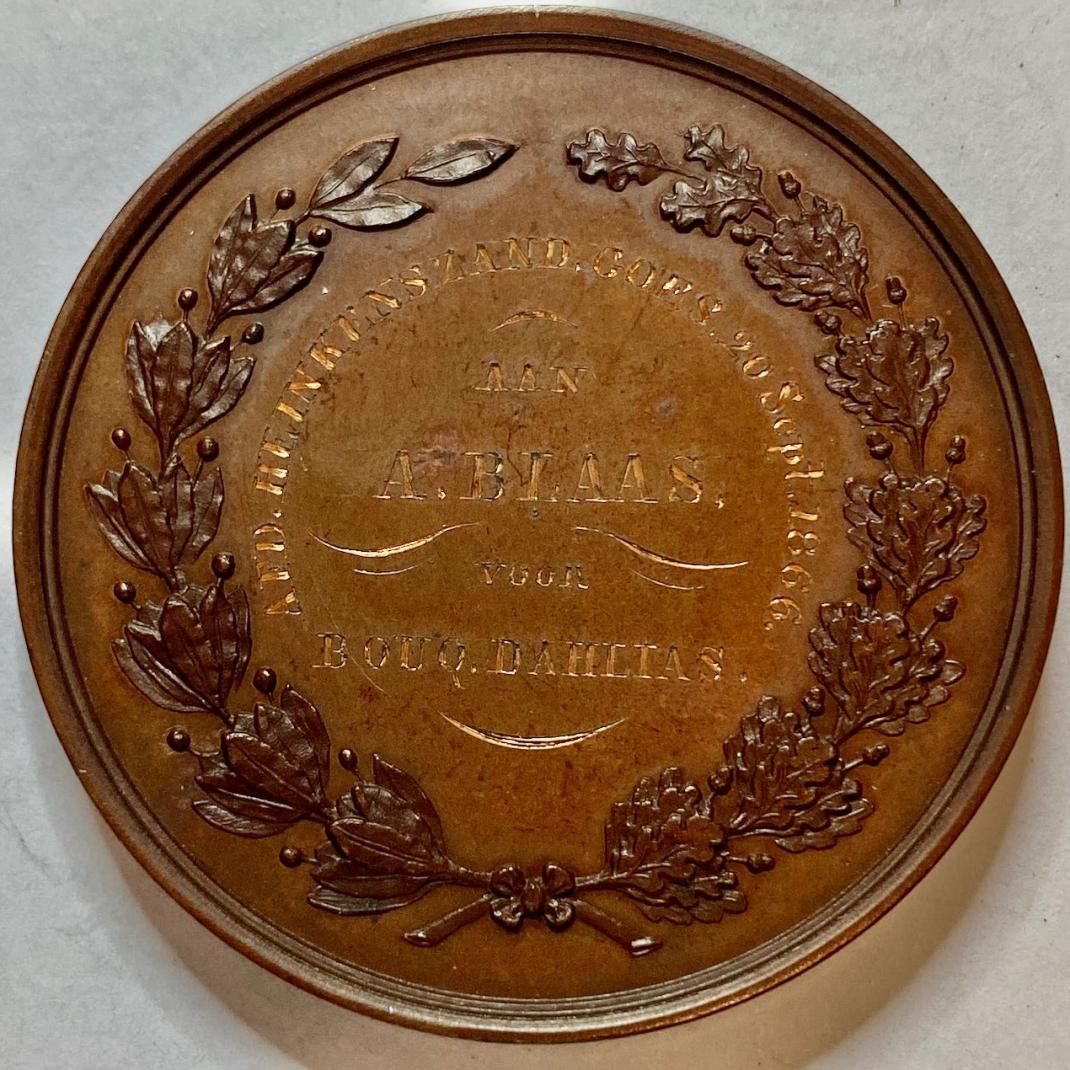 AFD. HEINKENSZAND. GOES. 20 Sept. 1866.
AAN
A. BLAAS.
VOOR
BOUQ. DAHLIAS.